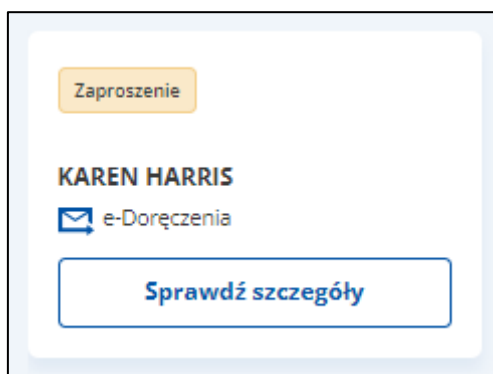 Zaproszenie
KAREN HARRIS
e-Doręczenia
Sprawdź szczegóły